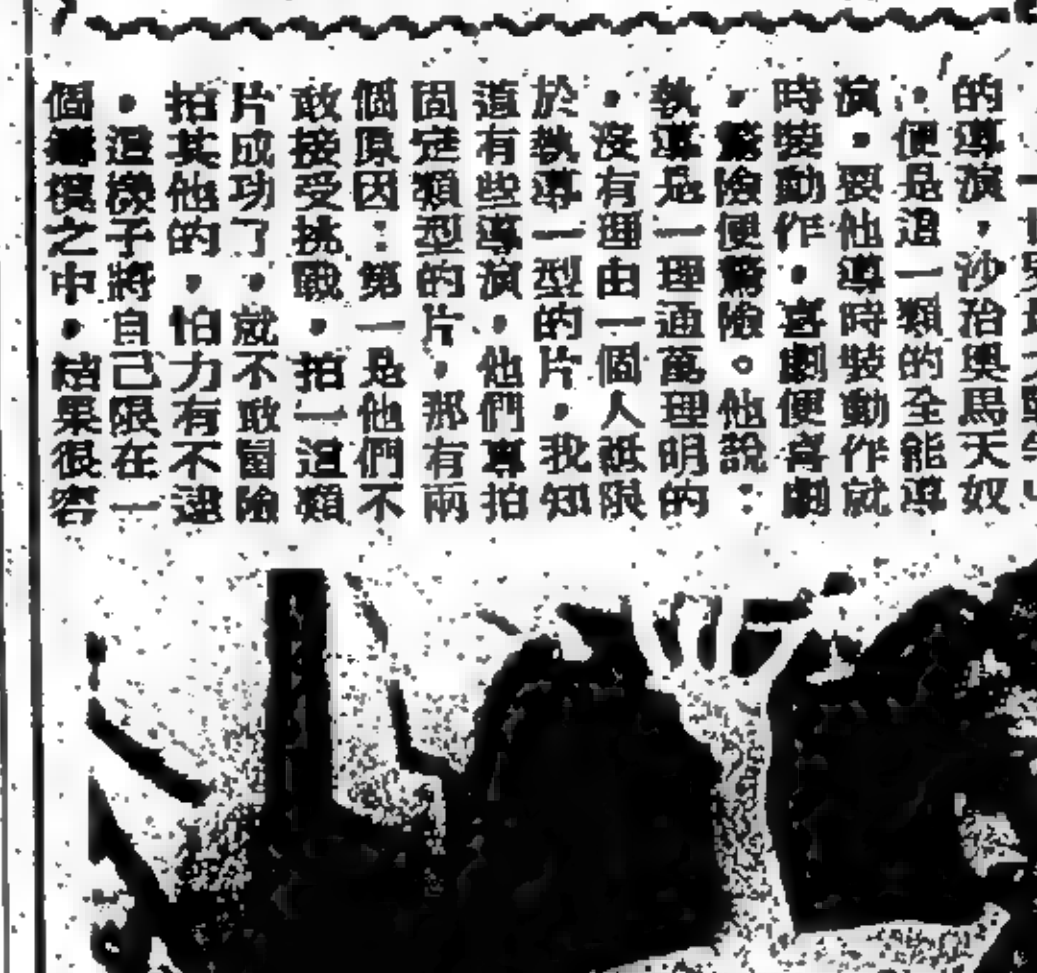 的導演，沙治奧馬天奴
，便是這一類的全能導
演。要他導時裝動作就
時裝動作，喜劇便喜劇
，驚險便驚險。他說：
執導是一理通萬理明的
，沒有理由一個人祇限
於執導一型的片，我知
道有些導演，他們專拍
固定類型的片，那有兩
個原因：第一是他們不
敢接受挑戰，拍一這類
片成功了，就不敢冒險
拍其他的，怕力有不逮
，這樣子將自己限在一
個模之中，結果很容